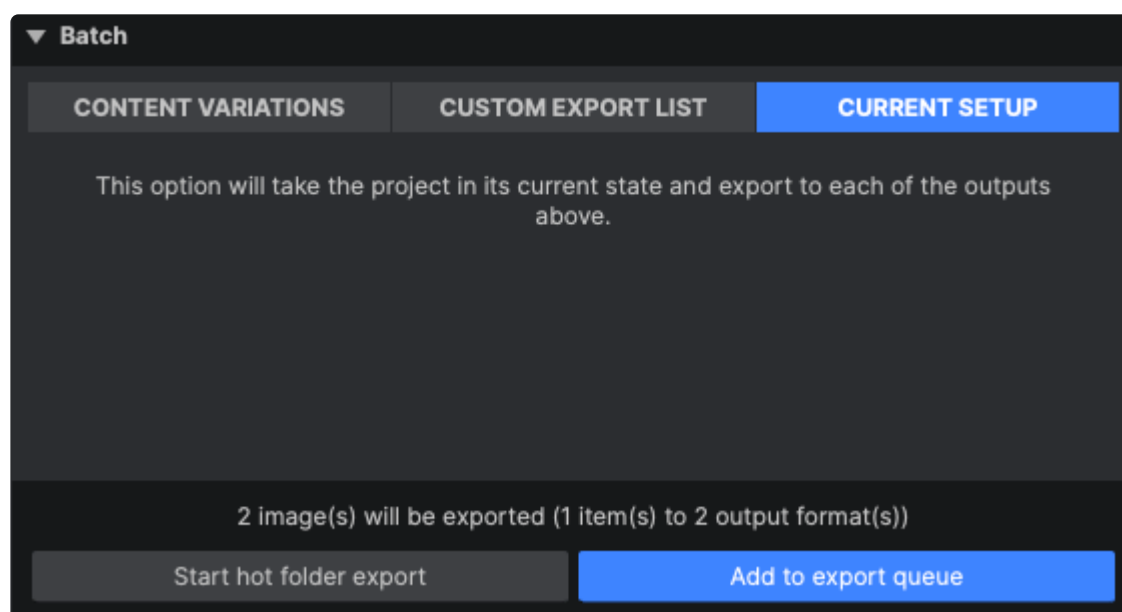 Batch
CONTENT VARIATIONS CUSTOM EXPORT LIST CURRENT SETUP
This option will take the project in its current state and export to each of the outputs
above.
2 image(s) will be exported (1 item(s) to 2 output format(s))
Start hot folder export Add to export queue